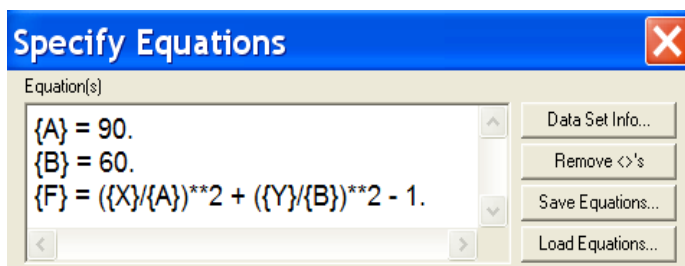 Specify Equations
Equation(s)
{A} = 90.
{B} = 60.
{F} = ({X}/{A})**2 + ({Y}/{B})**2 - 1.
Data Set Info...
Remove <>'s
Save Equations...
Load Equations...